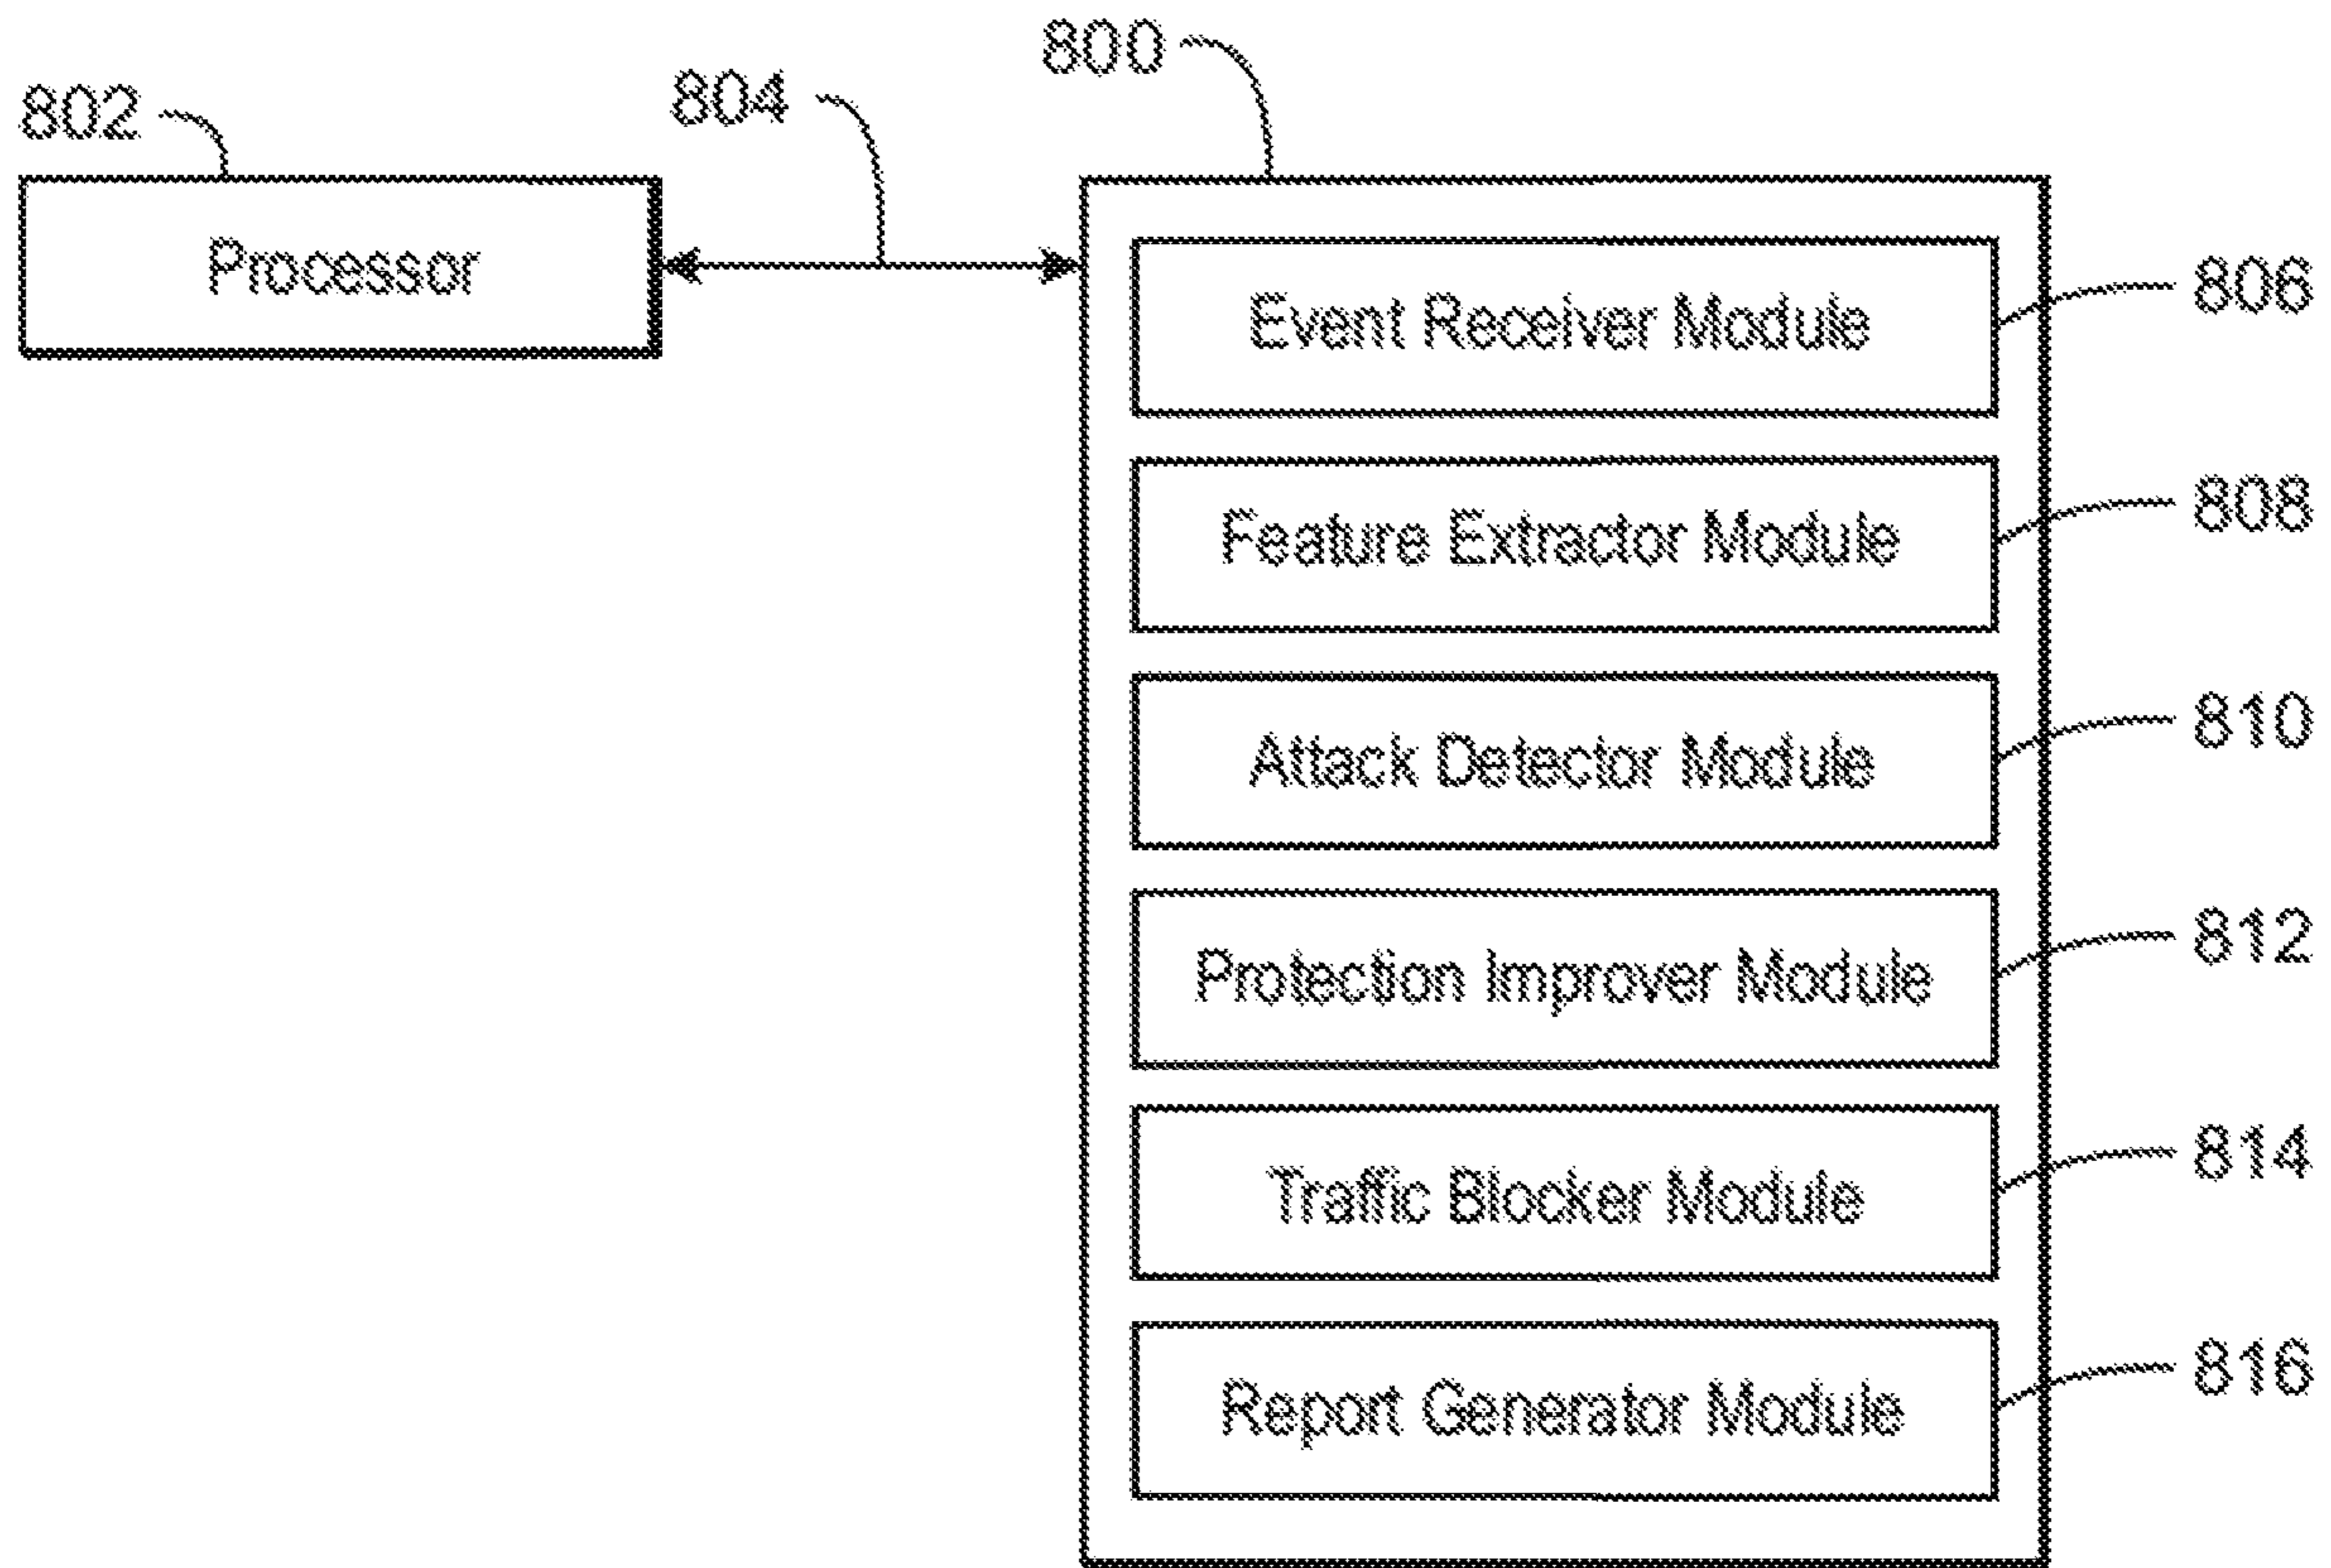 800
804
802
Processor
Event Receiver Module
806
Feature Extractor Module
808
Attack Detector Module
810
Protection Improver Module
812
Traffic Blocker Module
814
Report Generator Module
816